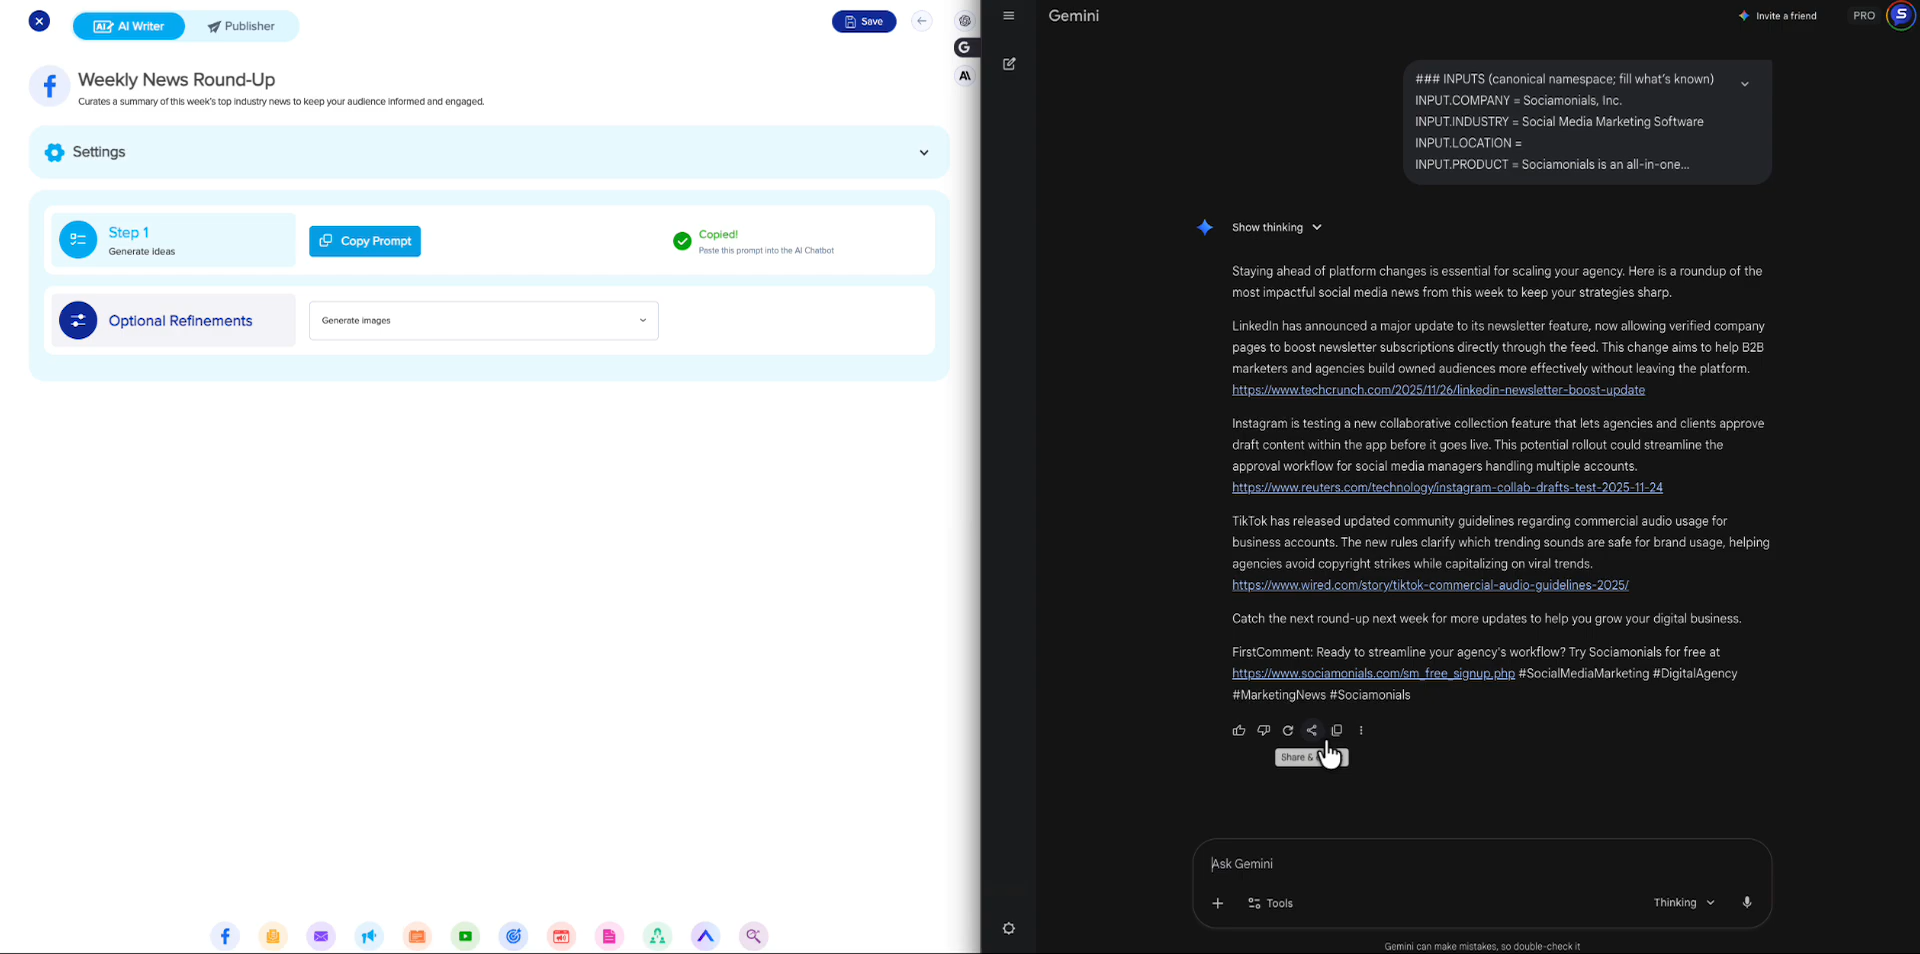 AI Writer
Publisher
Save
Weekly News Round-Up
Curates a summary of this week's top industry news to keep your audience informed and engaged.
Settings
Step 1
Generate Ideas
Copy Prompt
Copied!
Paste this prompt into the AI Chatbot
Optional Refinements
Generate images
Gemini
Invite a friend
PRO
S
### INPUTS (canonical namespace; fill what's known)
INPUT.COMPANY = Sociamonials, Inc.
INPUT.INDUSTRY = Social Media Marketing Software
INPUT.LOCATION =
INPUT.PRODUCT = Sociamonials is an all-in-one...
Show thinking
Staying ahead of platform changes is essential for scaling your agency. Here is a roundup of the
most impactful social media news from this week to keep your strategies sharp.
LinkedIn has announced a major update to its newsletter feature, now allowing verified company
pages to boost newsletter subscriptions directly through the feed. This change aims to help B2B
marketers and agencies build owned audiences more effectively without leaving the platform.
https://www.techcrunch.com/2025/11/26/linkedin-newsletter-boost-update
Instagram is testing a new collaborative collection feature that lets agencies and clients approve
draft content within the app before it goes live. This potential rollout could streamline the
approval workflow for social media managers handling multiple accounts.
https://www.reuters.com/technology/instagram-collab-drafts-test-2025-11-24
TikTok has released updated community guidelines regarding commercial audio usage for
business accounts. The new rules clarify which trending sounds are safe for brand usage, helping
agencies avoid copyright strikes while capitalizing on viral trends.
https://www.wired.com/story/tiktok-commercial-audio-guidelines-2025/
Catch the next round-up next week for more updates to help you grow your digital business.
FirstComment: Ready to streamline your agency's workflow? Try Sociamonials for free at
https://www.sociamonials.com/sm_free_signup.php #SocialMediaMarketing #DigitalAgency
#MarketingNews #Sociamonials
Share &
Ask Gemini
Tools
Thinking
Gemini can make mistakes, so double-check it